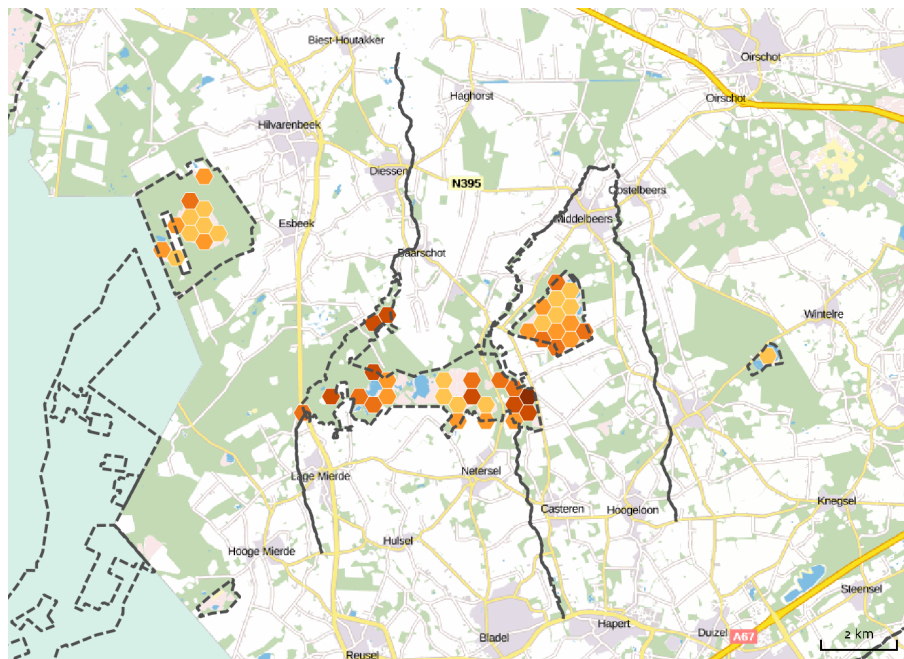 Biest-Houtakker
Oirschot
Haghorst
Oirschot
Hilvarenbeek
Diessen
N395
Oostelbeers
Middelbeers
Esbeek
Baarschot
Wintelre
Lage Mierde
Netersel
Casteren
Hoogeloon
Knegsel
Hooge Mierde
Hulsel
Steensel
Hapert
Duizel
A67
2 km
Bladel
Reusel